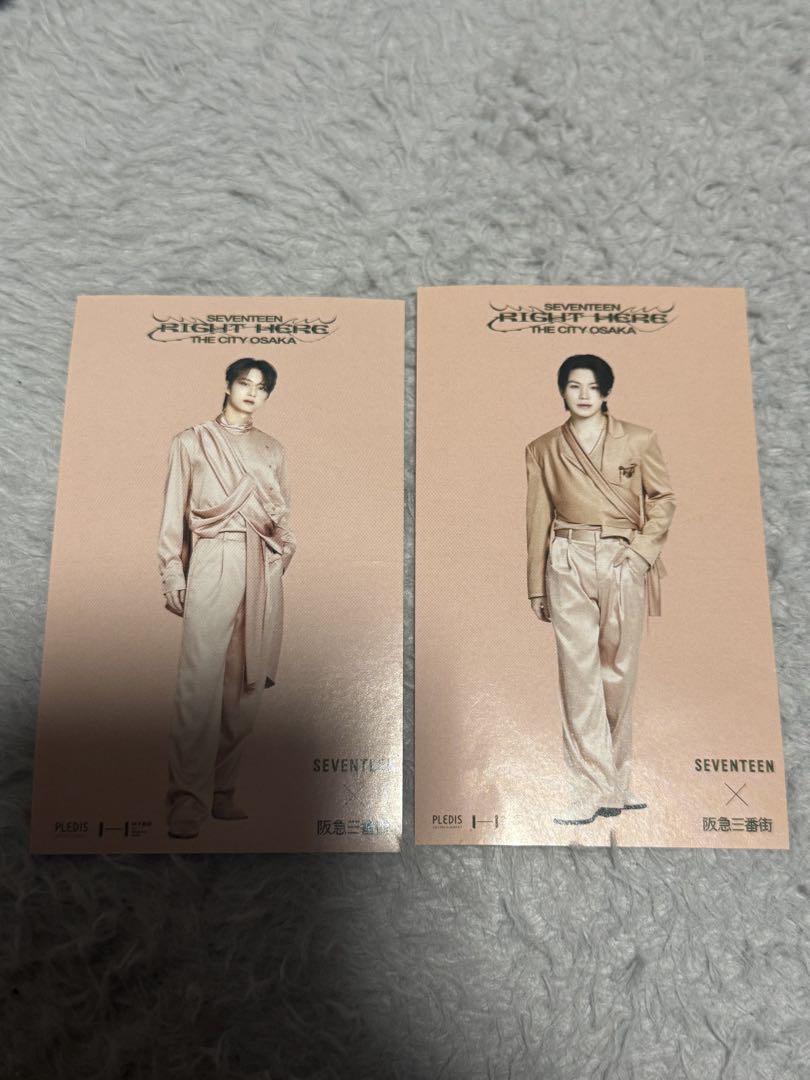 SEVENTEEN
RIGHT HERE
THE CITY OSAKA
SEVENTEEN
×
阪急三番街
PLEDIS
SEVENTEEN
RIGHT HERE
THE CITY OSAKA
SEVENTEEN
×
阪急三番街
PLEDIS